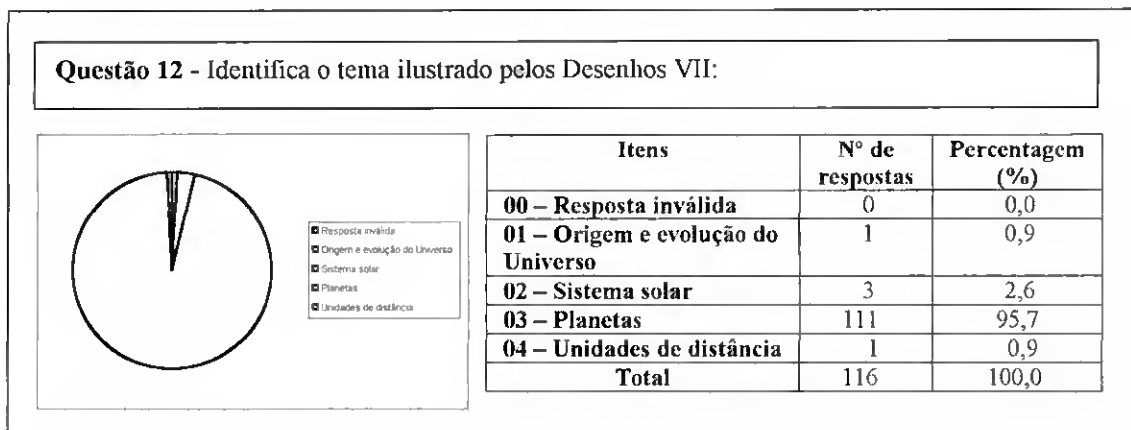 Questão 12 - Identifica o tema ilustrado pelos Desenhos VII:
Resposta inválida
Origem e evolução do Universo
Sistema solar
Planetas
Unidades de distância
Itens Nº de respostas Percentagem (%)
00 – Resposta inválida 0 0,0
01 – Origem e evolução do Universo 1 0,9
02 – Sistema solar 3 2,6
03 – Planetas 111 95,7
04 – Unidades de distância 1 0,9
Total 116 100,0